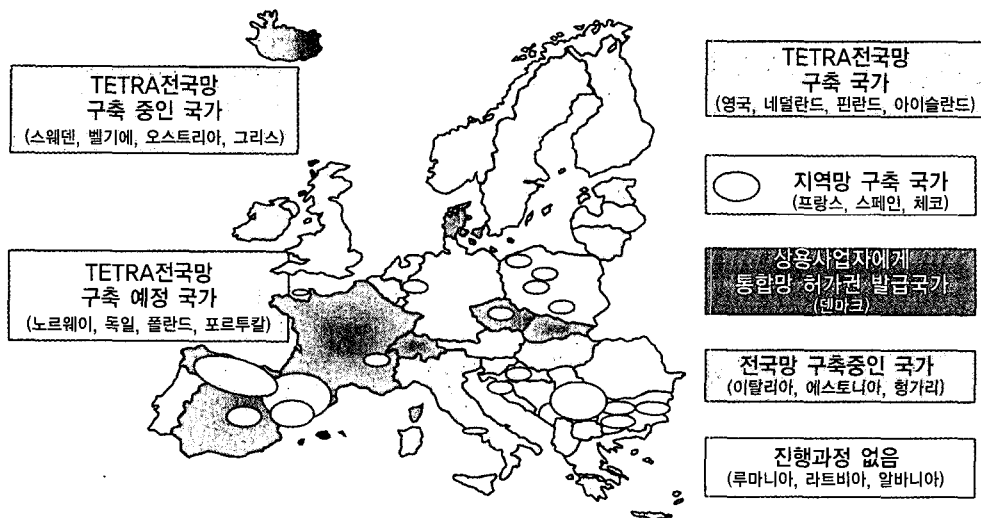 TETRA전국망
구축 중인 국가
(스웨덴, 벨기에, 오스트리아, 그리스)
TETRA전국망
구축 예정 국가
(노르웨이, 독일, 폴란드, 포르투칼)
TETRA전국망
구축 국가
(영국, 네덜란드, 핀란드, 아이슬란드)
지역망 구축 국가
(프랑스, 스페인, 체코)
상용사업자에게
통합망 허가권 발급국가
(덴마크)
전국망 구축중인 국가
(이탈리아, 에스토니아, 헝가리)
진행과정 없음
(루마니아, 라트비아, 알바니아)